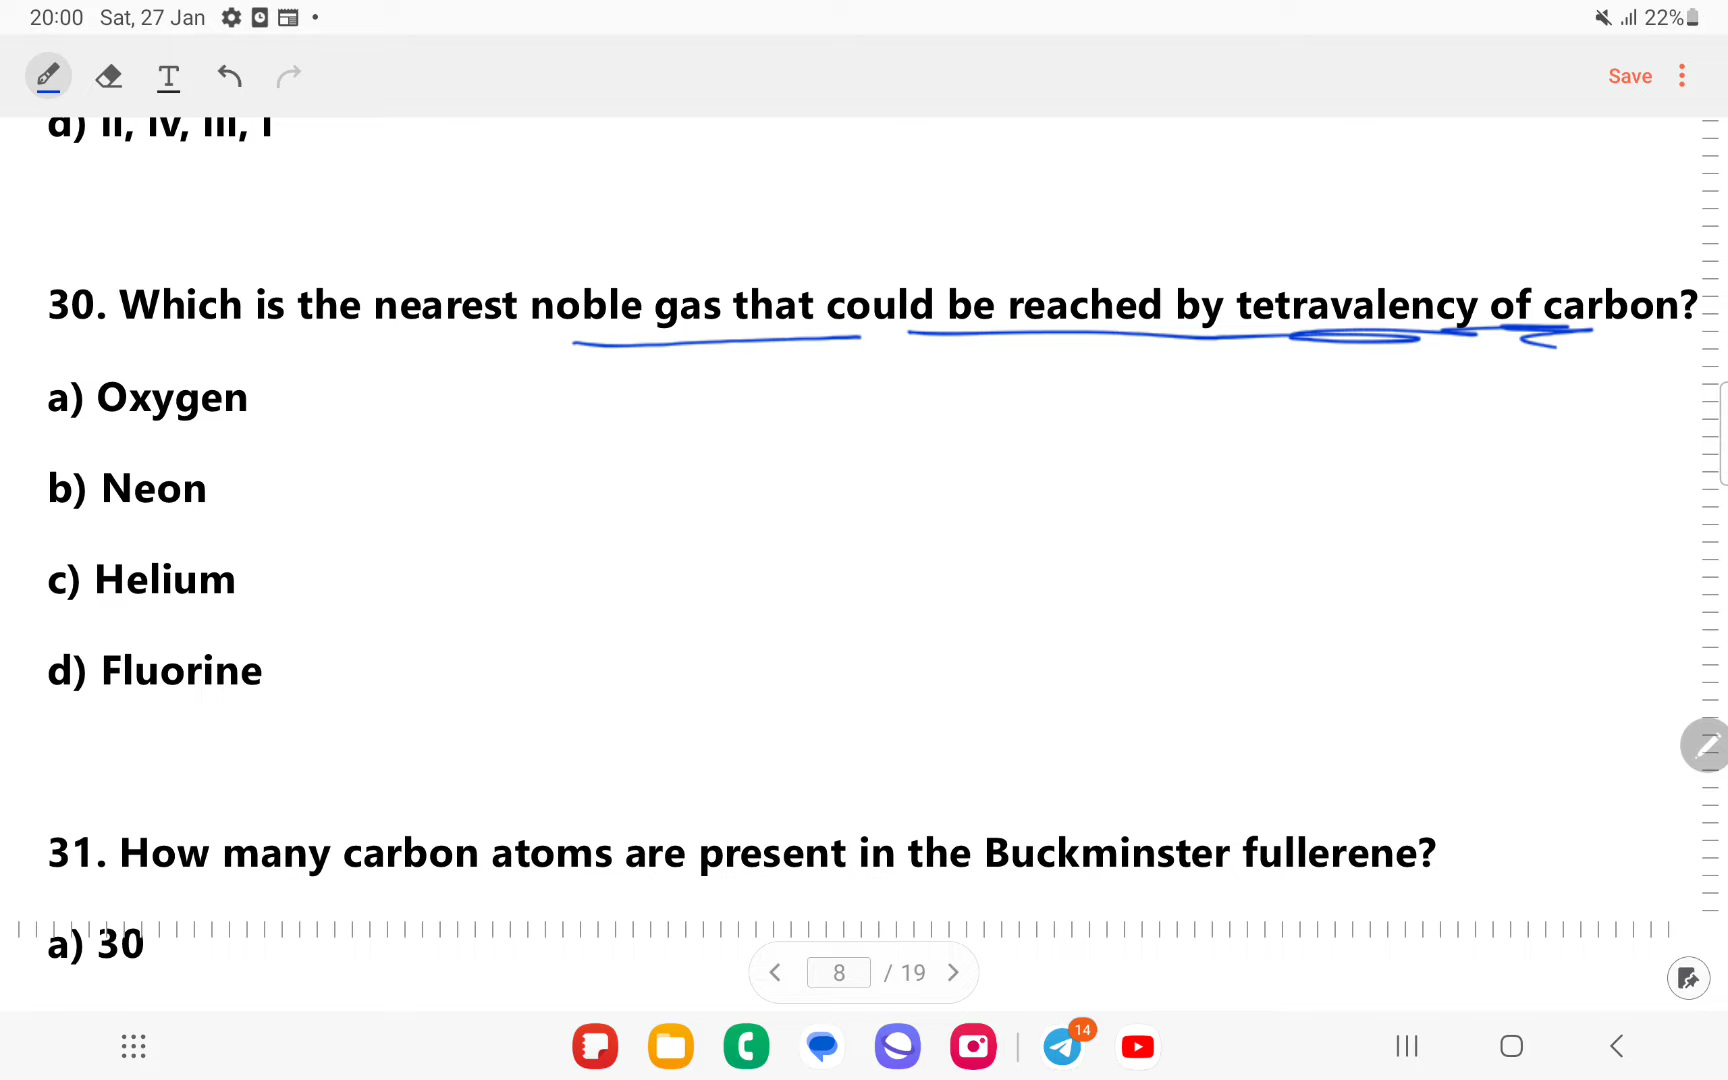 20:00 Sat, 27 Jan
22%
T
Save
d) II, IV, III, I
30. Which is the nearest noble gas that could be reached by tetravalency of carbon?
a) Oxygen
b) Neon
c) Helium
d) Fluorine
31. How many carbon atoms are present in the Buckminster fullerene?
a) 30
8 / 19
14